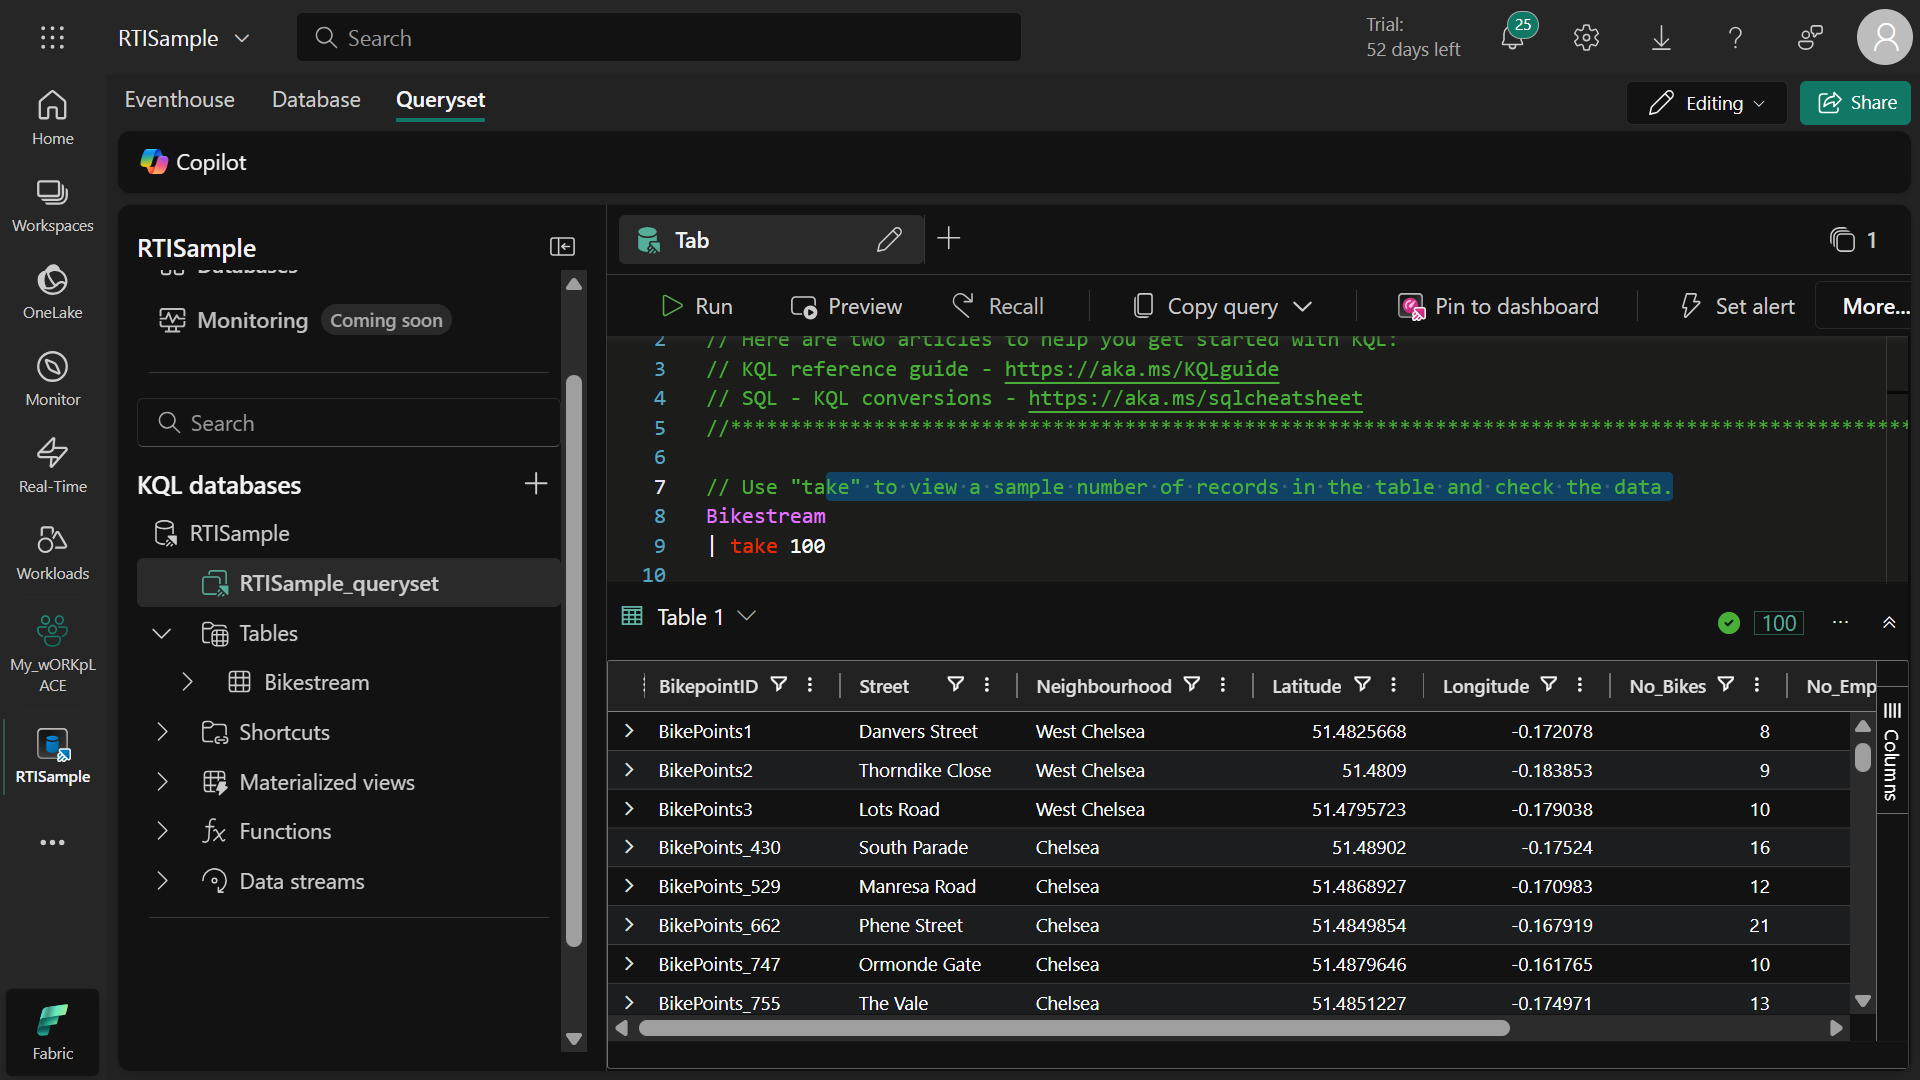 RTISample
Search
Trial:
52 days left
25
Home
Workspaces
OneLake
Monitor
Real-Time
Workloads
My_wORKpL
ACE
RTISample
Fabric
Eventhouse
Database
Queryset
Editing
Share
Copilot
RTISample
Databases
Monitoring
Coming soon
Search
KQL databases
RTISample
RTISample_queryset
Tables
Bikestream
Shortcuts
Materialized views
Functions
Data streams
Tab
1
Run
Preview
Recall
Copy query
Pin to dashboard
Set alert
More...
2 // Here are two articles to help you get started with KQL:
3 // KQL reference guide - https://aka.ms/KQLguide
4 // SQL - KQL conversions - https://aka.ms/sqlcheatsheet
5 //****************************************************************************************************
6
7 // Use "take" to view a sample number of records in the table and check the data.
8 Bikestream
9 | take 100
10
Table 1
100
BikepointID Street Neighbourhood Latitude Longitude No_Bikes No_Emp
BikePoints1 Danvers Street West Chelsea 51.4825668 -0.172078 8
BikePoints2 Thorndike Close West Chelsea 51.4809 -0.183853 9
BikePoints3 Lots Road West Chelsea 51.4795723 -0.179038 10
BikePoints_430 South Parade Chelsea 51.48902 -0.17524 16
BikePoints_529 Manresa Road Chelsea 51.4868927 -0.170983 12
BikePoints_662 Phene Street Chelsea 51.4849854 -0.167919 21
BikePoints_747 Ormonde Gate Chelsea 51.4879646 -0.161765 10
BikePoints_755 The Vale Chelsea 51.4851227 -0.174971 13
Columns